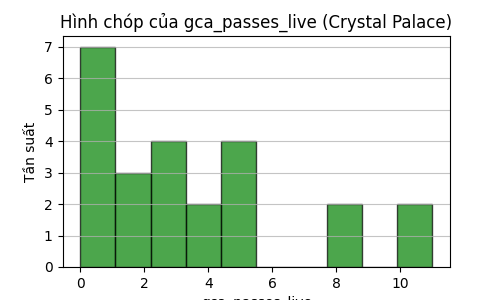 Hình chóp của gca_passes_live (Crystal Palace)
7
6
5
4
3
2
1
0
Tần suất
0 2 4 6 8 10
gca_passes_live